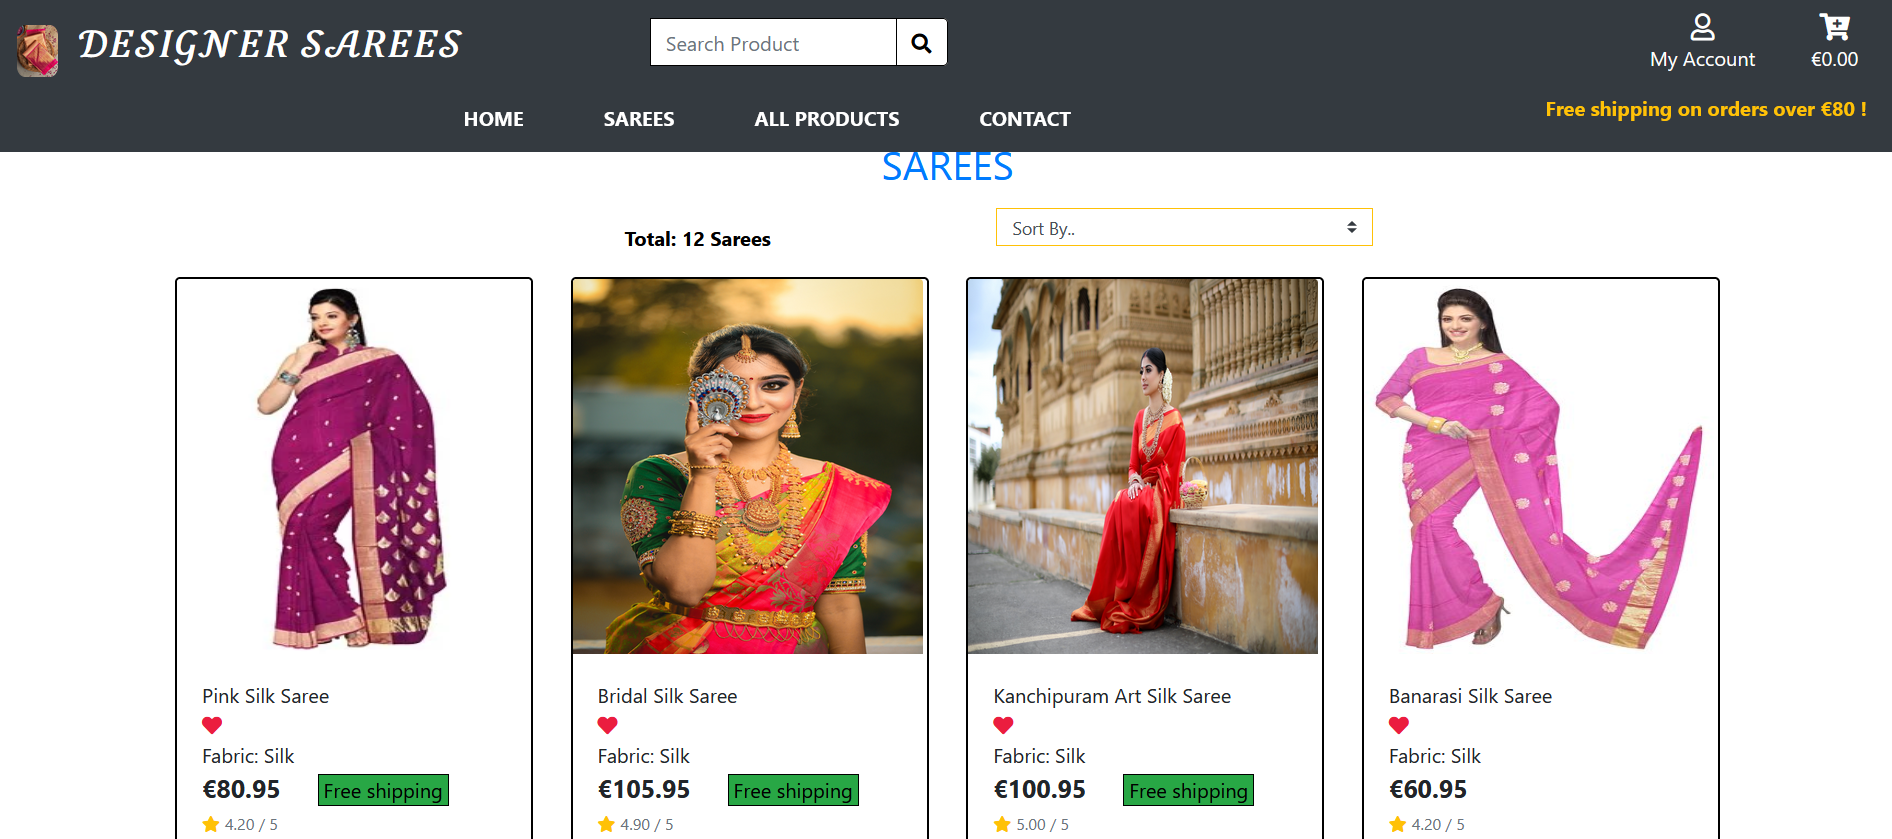 DESIGNER SAREES
Search Product
My Account
€0.00
HOME SAREES ALL PRODUCTS CONTACT
Free shipping on orders over €80 !
SAREES
Total: 12 Sarees
Sort By..
Pink Silk Saree
Fabric: Silk
€80.95 Free shipping
4.20 / 5
Bridal Silk Saree
Fabric: Silk
€105.95 Free shipping
4.90 / 5
Kanchipuram Art Silk Saree
Fabric: Silk
€100.95 Free shipping
5.00 / 5
Banarasi Silk Saree
Fabric: Silk
€60.95
4.20 / 5